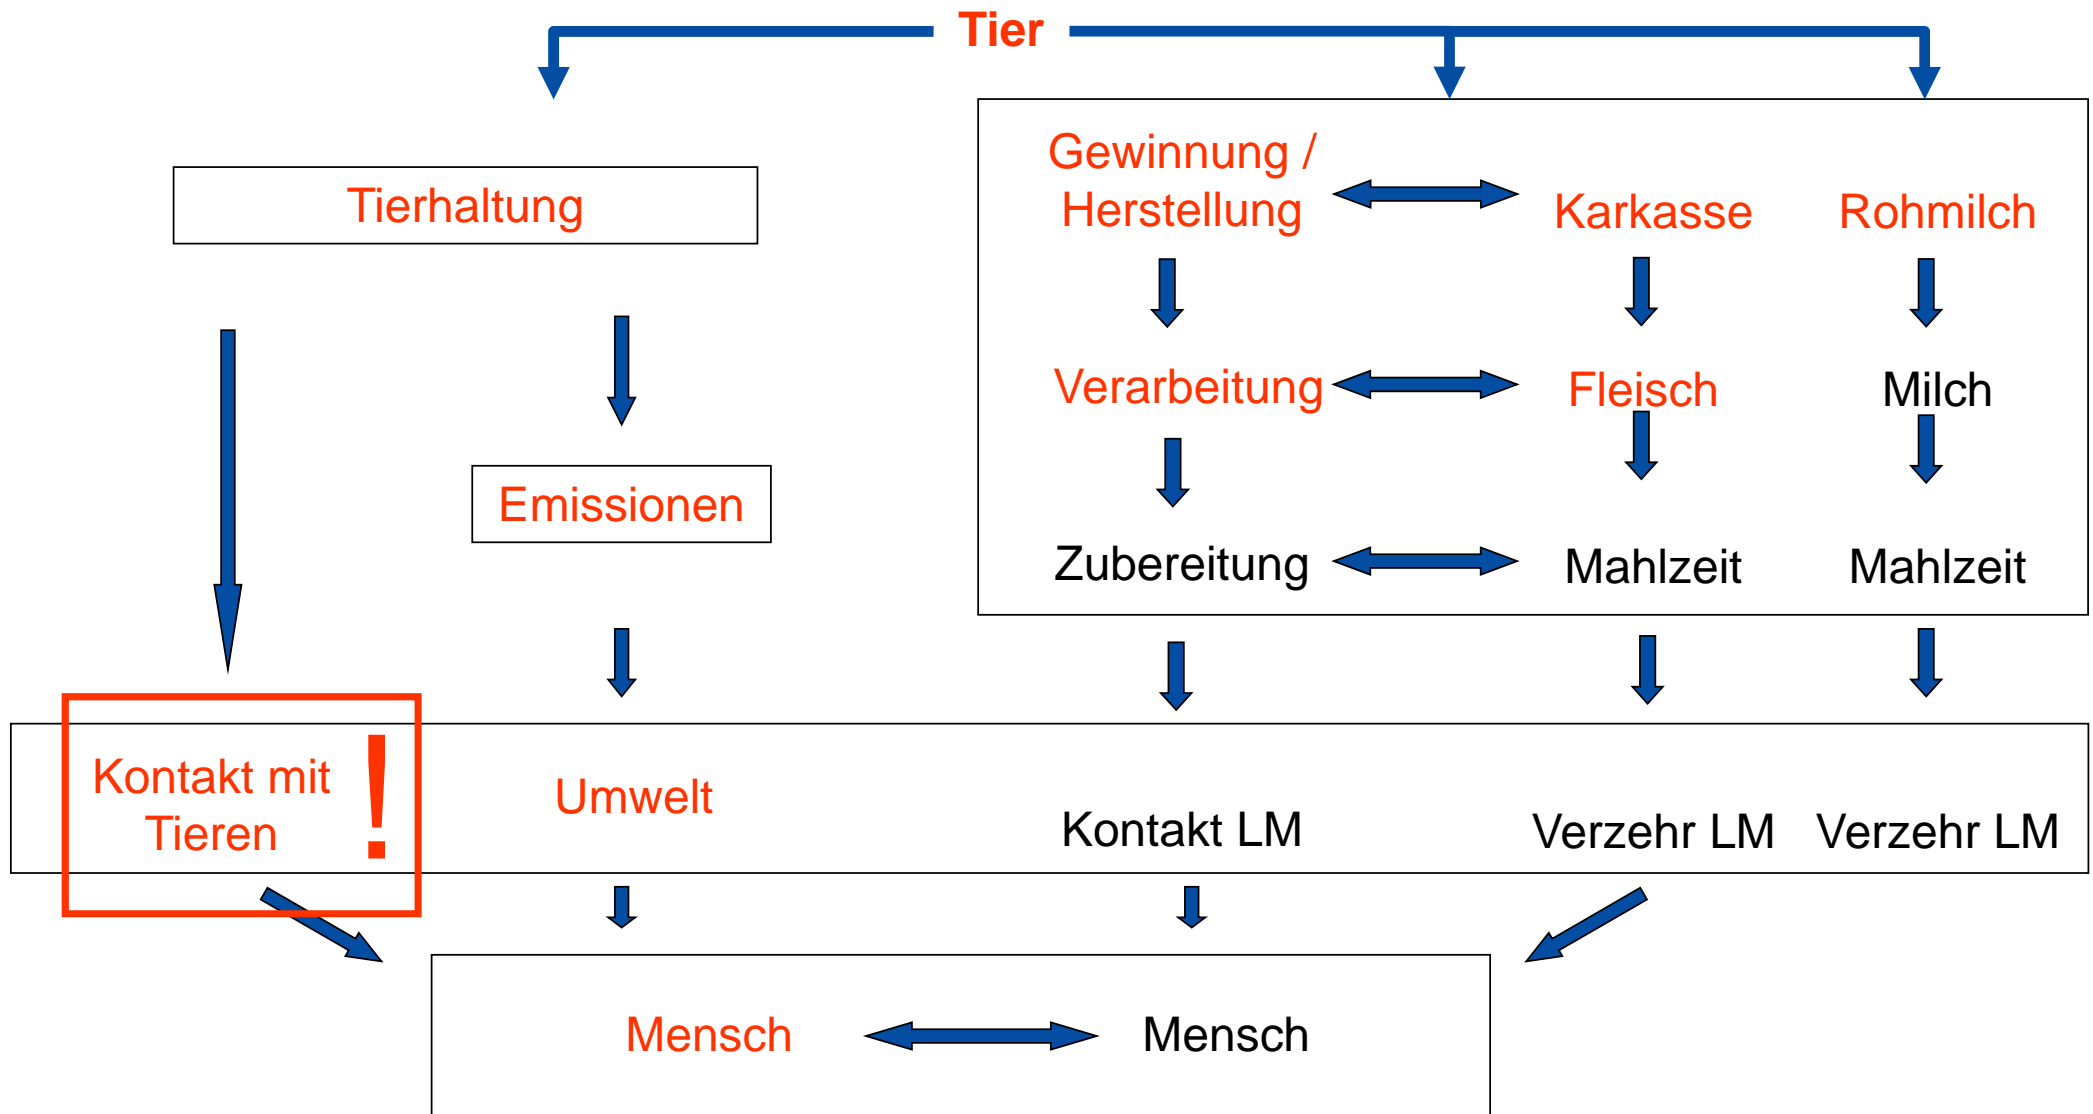 Tier
Tierhaltung
Gewinnung /
Herstellung
Karkasse
Rohmilch
Verarbeitung
Fleisch
Milch
Emissionen
Zubereitung
Mahlzeit
Mahlzeit
Kontakt mit
Tieren
!
Umwelt
Kontakt LM
Verzehr LM
Verzehr LM
Mensch
Mensch